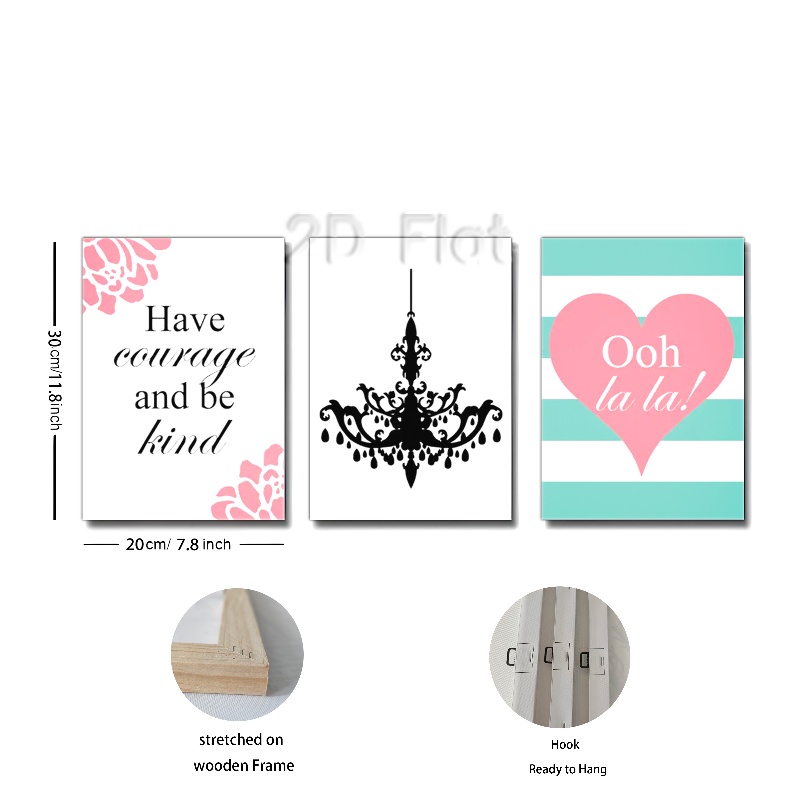 2D Flat
Have
courage
and be
kind
Ooh
la la!
30cm/11.8inch
20cm/ 7.8 inch
stretched on
wooden Frame
Hook
Ready to Hang